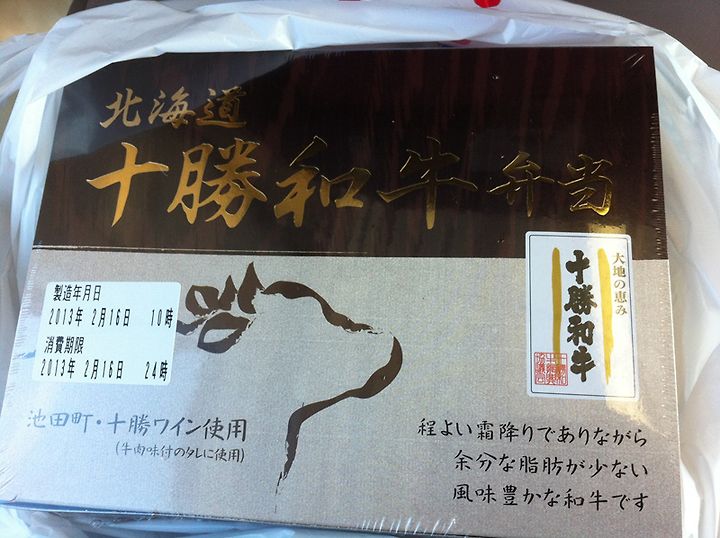 北海道
十勝和牛弁当
大地の恵み
十勝和牛
製造年月日
2013年 2月16日 10時
消費期限
2013年 2月16日 24時
池田町・十勝ワイン使用
(牛肉味付のタレに使用)
程よい霜降りでありながら
余分な脂肪が少ない
風味豊かな和牛です